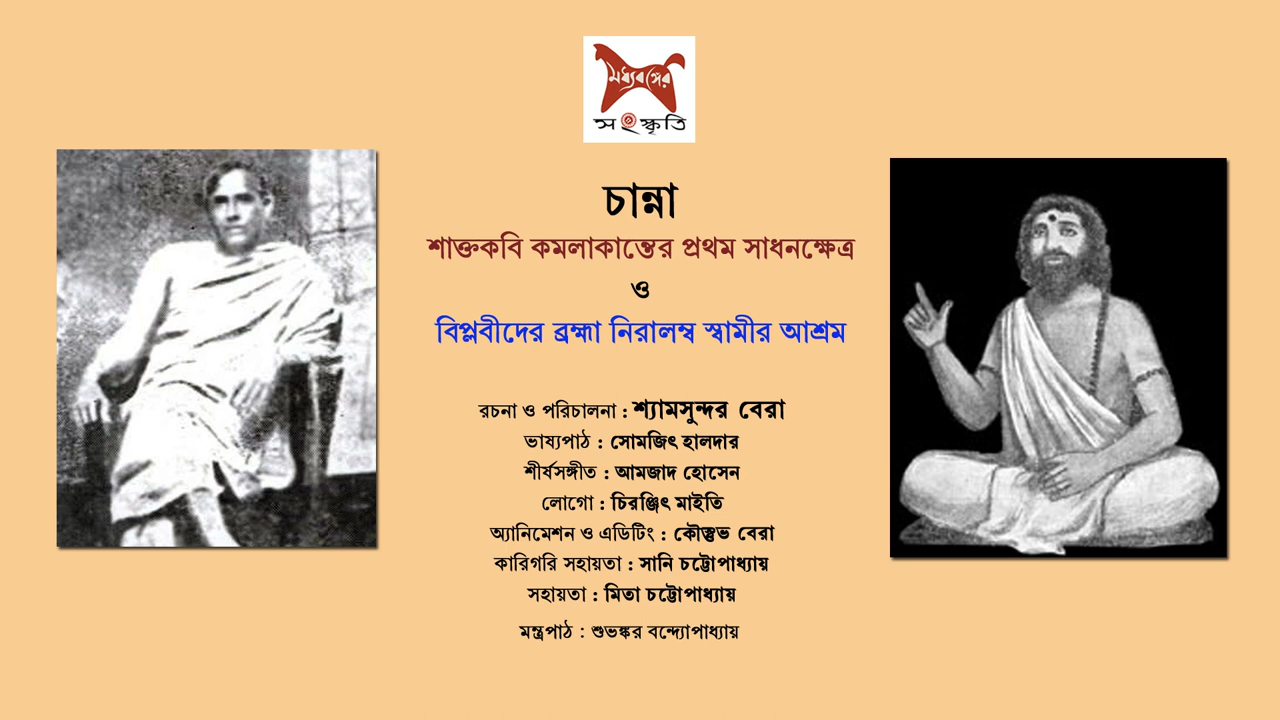 মধ্যবঙ্গের
সংস্কৃতি
চান্না
শাক্তকবি কমলাকান্তের প্রথম সাধনক্ষেত্র
ও
বিপ্লবীদের ব্রহ্মা নিরালম্ব স্বামীর আশ্রম
রচনা ও পরিচালনা : শ্যামসুন্দর বেরা
ভাষ্যপাঠ : সোমজিৎ হালদার
শীর্ষসঙ্গীত : আমজাদ হোসেন
লোগো : চিরঞ্জিৎ মাইতি
অ্যানিমেশন ও এডিটিং : কৌস্তুভ বেরা
কারিগরি সহায়তা : সানি চট্টোপাধ্যায়
সহায়তা : মিতা চট্টোপাধ্যায়
মন্ত্রপাঠ : শুভঙ্কর বন্দ্যোপাধ্যায়